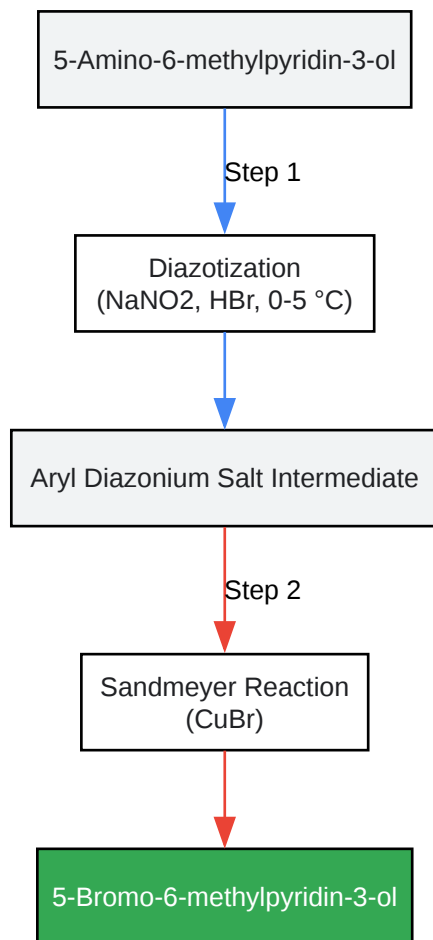 5-Amino-6-methylpyridin-3-ol
Step 1
Diazotization
(NaNO2, HBr, 0-5 °C)
Aryl Diazonium Salt Intermediate
Step 2
Sandmeyer Reaction
(CuBr)
5-Bromo-6-methylpyridin-3-ol